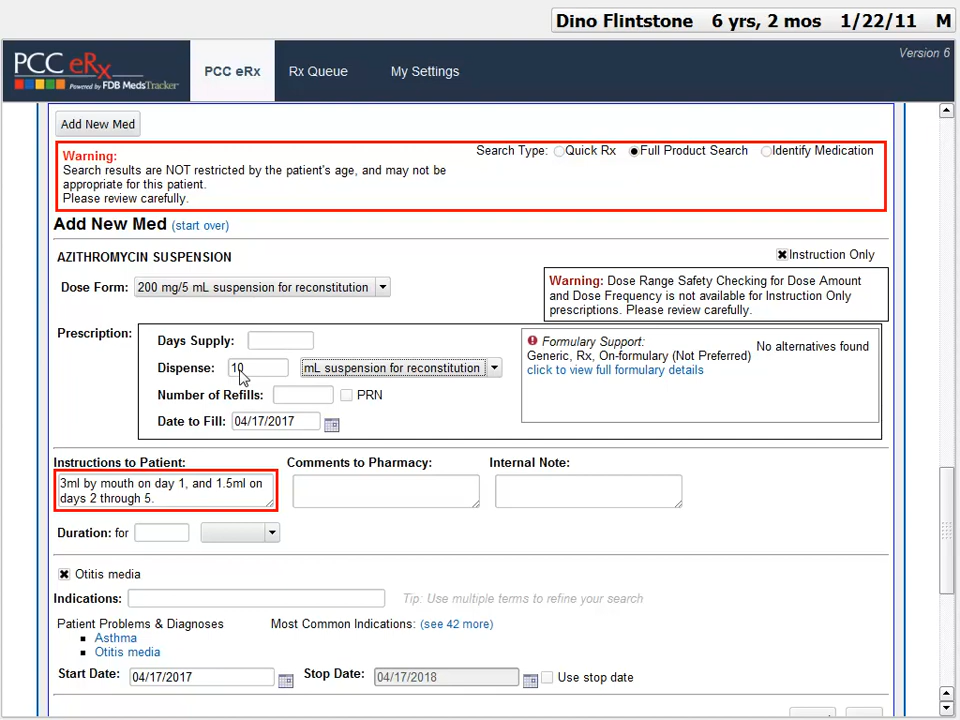 Dino Flintstone 6 yrs, 2 mos 1/22/11 M
PCC eRx
Powered by FDB MedsTracker
PCC eRx
Rx Queue
My Settings
Version 6
Add New Med
Warning:
Search results are NOT restricted by the patient's age, and may not be
appropriate for this patient.
Please review carefully.
Search Type: Quick Rx Full Product Search Identify Medication
Add New Med (start over)
AZITHROMYCIN SUSPENSION
Instruction Only
Dose Form: 200 mg/5 mL suspension for reconstitution
Warning: Dose Range Safety Checking for Dose Amount
and Dose Frequency is not available for Instruction Only
prescriptions. Please review carefully.
Prescription:
Days Supply:
Dispense: 10 mL suspension for reconstitution
Number of Refills: PRN
Date to Fill: 04/17/2017
Formulary Support:
Generic, Rx, On-formulary (Not Preferred)
click to view full formulary details
No alternatives found
Instructions to Patient:
3ml by mouth on day 1, and 1.5ml on
days 2 through 5.
Comments to Pharmacy:
Internal Note:
Duration: for
Otitis media
Indications:
Tip: Use multiple terms to refine your search
Patient Problems & Diagnoses
Asthma
Otitis media
Most Common Indications: (see 42 more)
Start Date: 04/17/2017
Stop Date: 04/17/2018
Use stop date